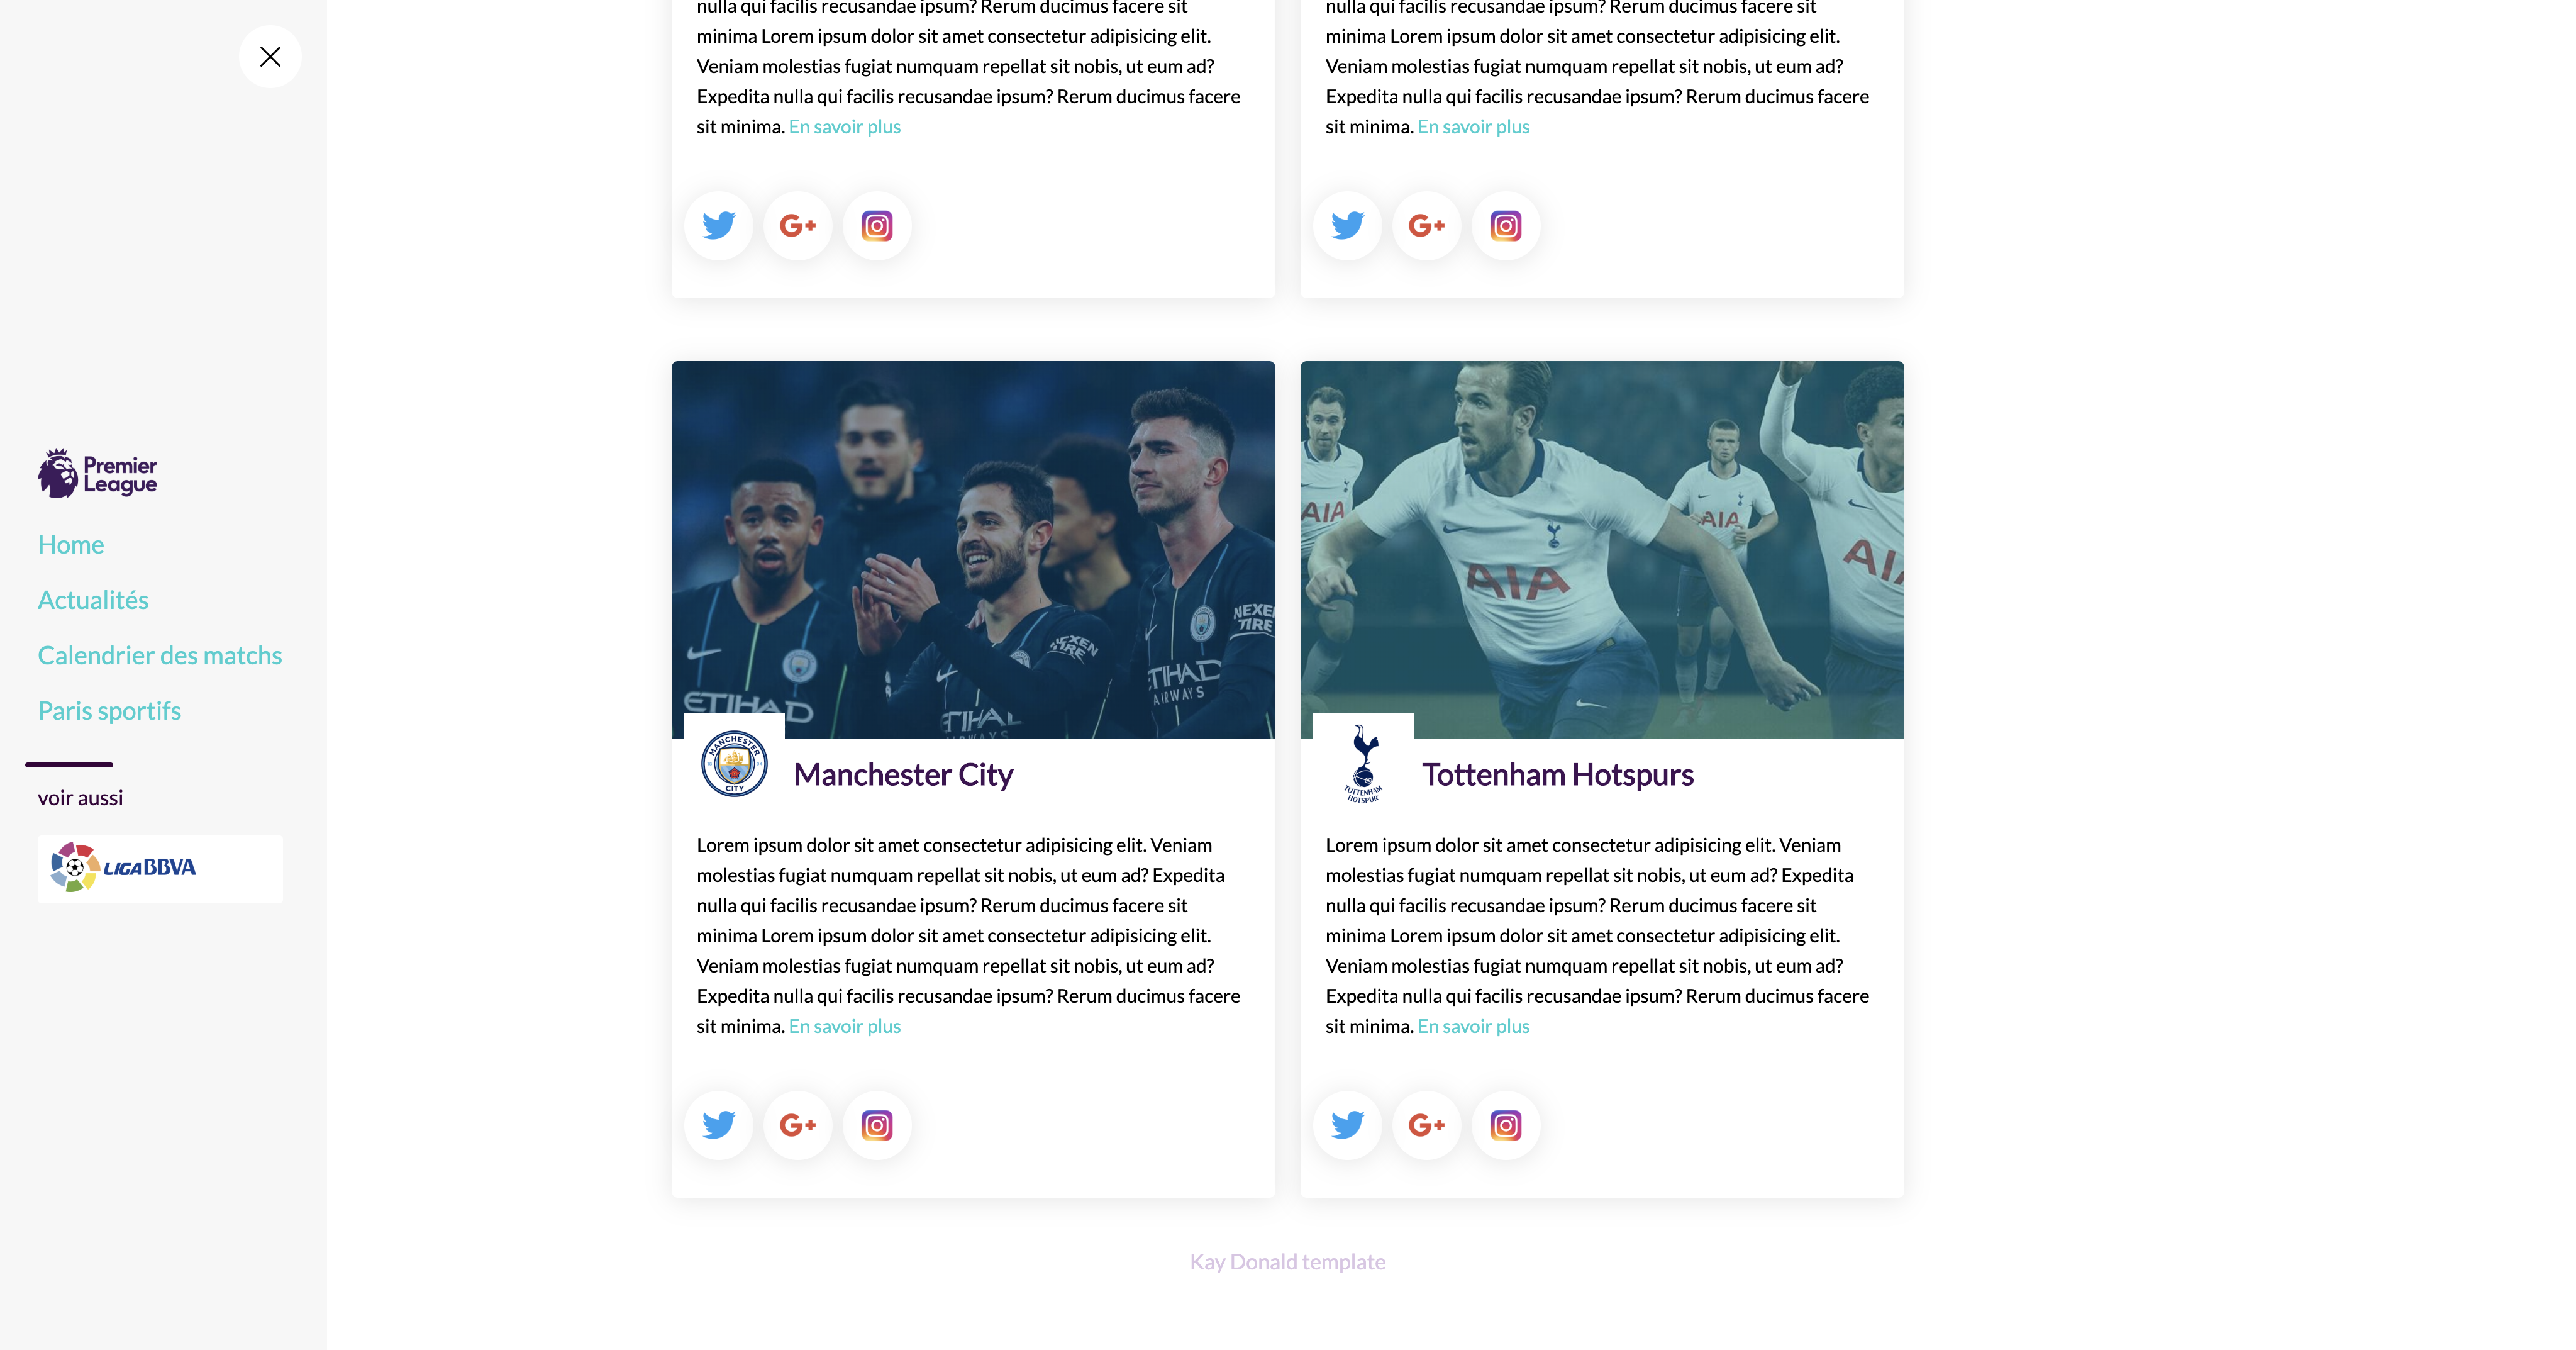 Premier
League
Home
Actualités
Calendrier des matchs
Paris sportifs
voir aussi
LIGA BBVA
nulla qui facilis recusandae ipsum? Rerum ducimus facere sit
minima Lorem ipsum dolor sit amet consectetur adipisicing elit.
Veniam molestias fugiat numquam repellat sit nobis, ut eum ad?
Expedita nulla qui facilis recusandae ipsum? Rerum ducimus facere
sit minima. En savoir plus
G+
nulla qui facilis recusandae ipsum? Rerum ducimus facere sit
minima Lorem ipsum dolor sit amet consectetur adipisicing elit.
Veniam molestias fugiat numquam repellat sit nobis, ut eum ad?
Expedita nulla qui facilis recusandae ipsum? Rerum ducimus facere
sit minima. En savoir plus
G+
NEXEN
TIRE
NEXEN
TIRE
ETIHAD
AIRWAYS
ETIHAD
MANCHESTER
CITY
Manchester City
Lorem ipsum dolor sit amet consectetur adipisicing elit. Veniam
molestias fugiat numquam repellat sit nobis, ut eum ad? Expedita
nulla qui facilis recusandae ipsum? Rerum ducimus facere sit
minima Lorem ipsum dolor sit amet consectetur adipisicing elit.
Veniam molestias fugiat numquam repellat sit nobis, ut eum ad?
Expedita nulla qui facilis recusandae ipsum? Rerum ducimus facere
sit minima. En savoir plus
G+
AIA
AIA
AIA
AIA
TOTTENHAM
HOTSPUR
Tottenham Hotspurs
Lorem ipsum dolor sit amet consectetur adipisicing elit. Veniam
molestias fugiat numquam repellat sit nobis, ut eum ad? Expedita
nulla qui facilis recusandae ipsum? Rerum ducimus facere sit
minima Lorem ipsum dolor sit amet consectetur adipisicing elit.
Veniam molestias fugiat numquam repellat sit nobis, ut eum ad?
Expedita nulla qui facilis recusandae ipsum? Rerum ducimus facere
sit minima. En savoir plus
G+
Kay Donald template